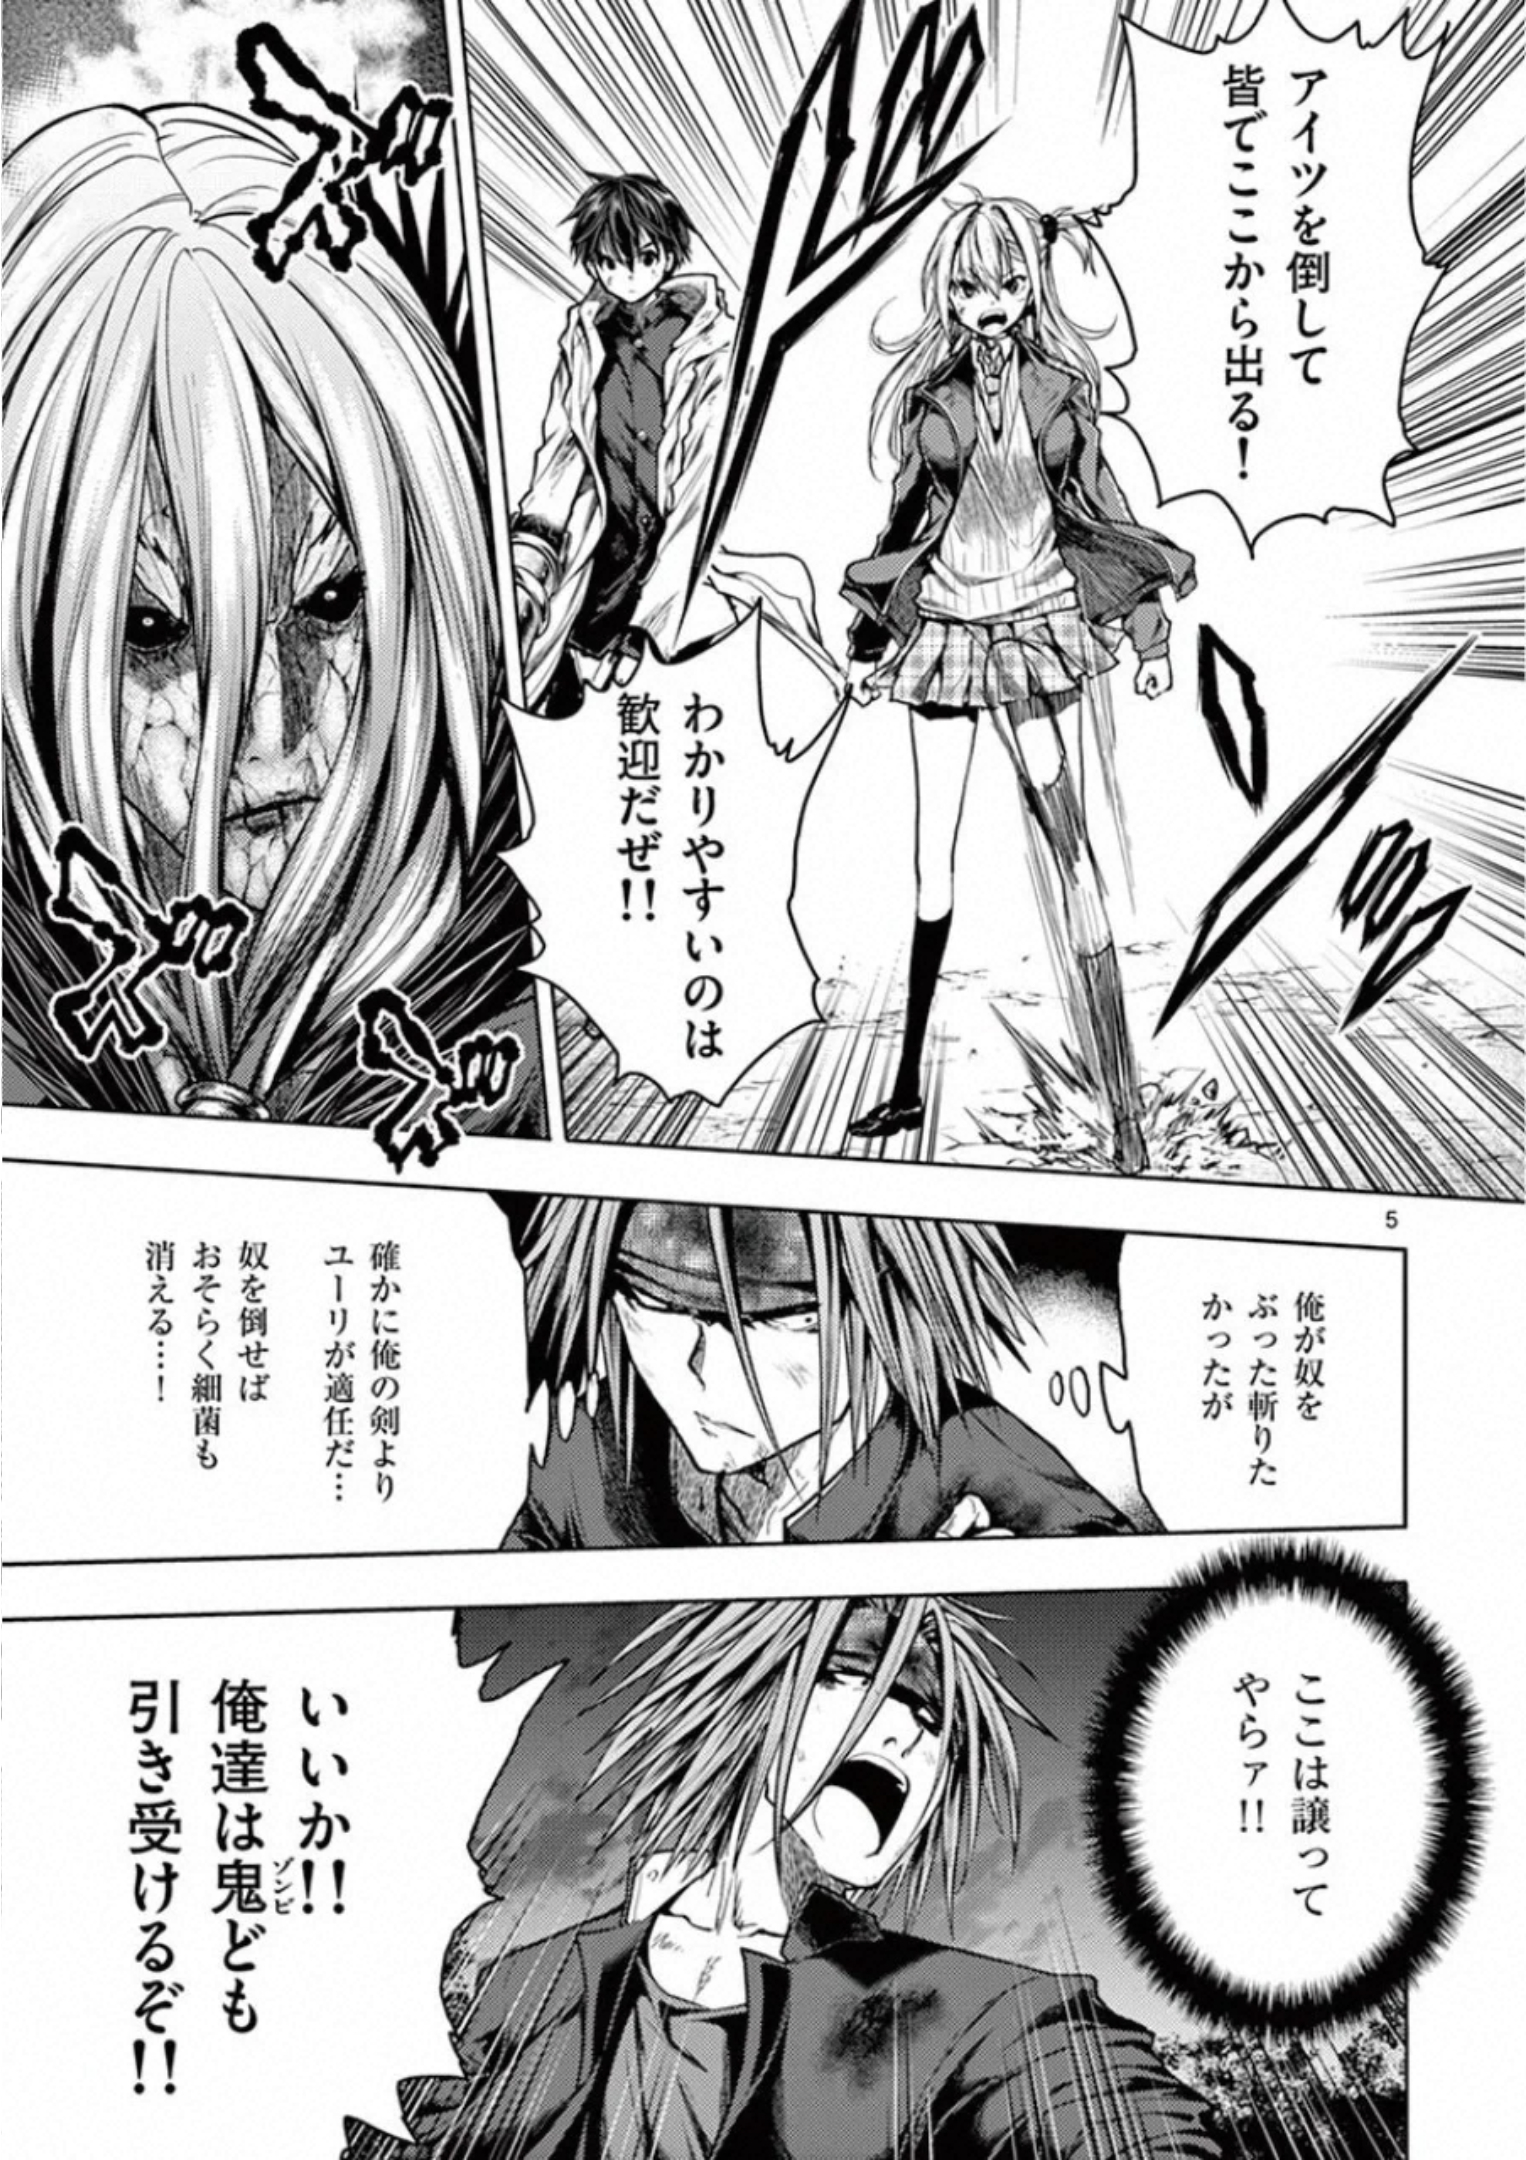 アイツを倒して
皆でここから出る！
わかりやすいのは
歓迎だぜ！！
5
俺が奴を
ぶった斬りた
かったが
確かに俺の剣より
ユーリが適任だ…
奴を倒せば
おそらく細菌も
消える…！
ここは譲って
やらァ！！
いいか！！
俺達は鬼ども
ゾンビ
引き受けるぞ！！